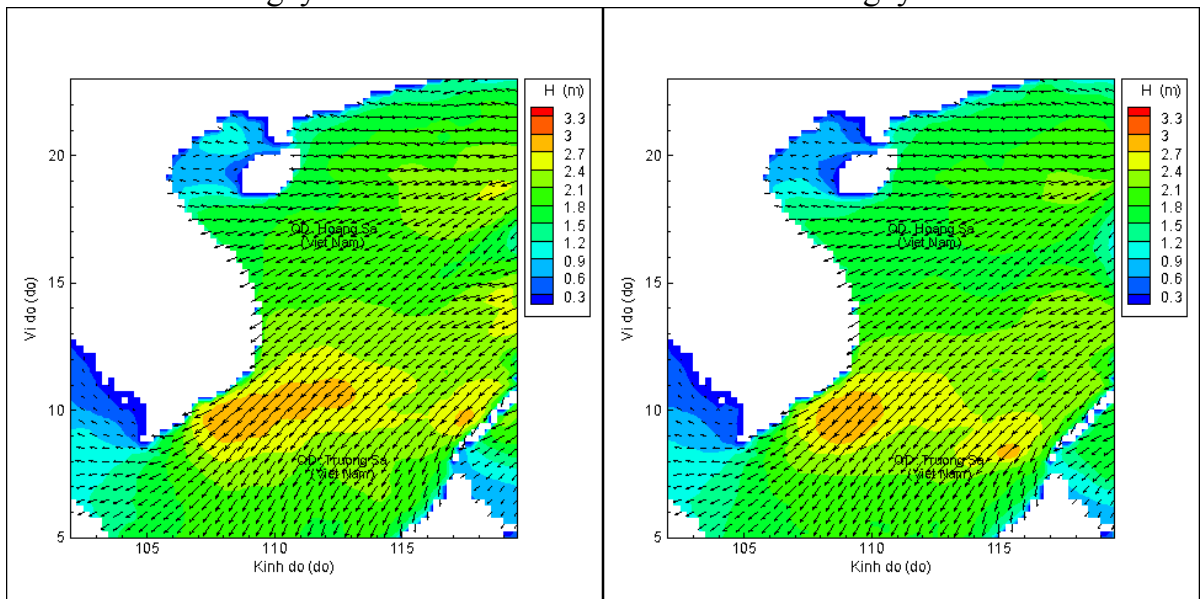 H (m)
3.3
3
2.7
2.4
2.1
1.8
1.5
1.2
0.9
0.6
0.3
20
15
10
5
105
110
115
Vi do (do)
Kinh do (do)
QD. Hoang Sa
(Viet Nam)
QD. Truong Sa
(Viet Nam)
H (m)
3.3
3
2.7
2.4
2.1
1.8
1.5
1.2
0.9
0.6
0.3
20
15
10
5
105
110
115
Vi do (do)
Kinh do (do)
QD. Hoang Sa
(Viet Nam)
QD. Truong Sa
(Viet Nam)